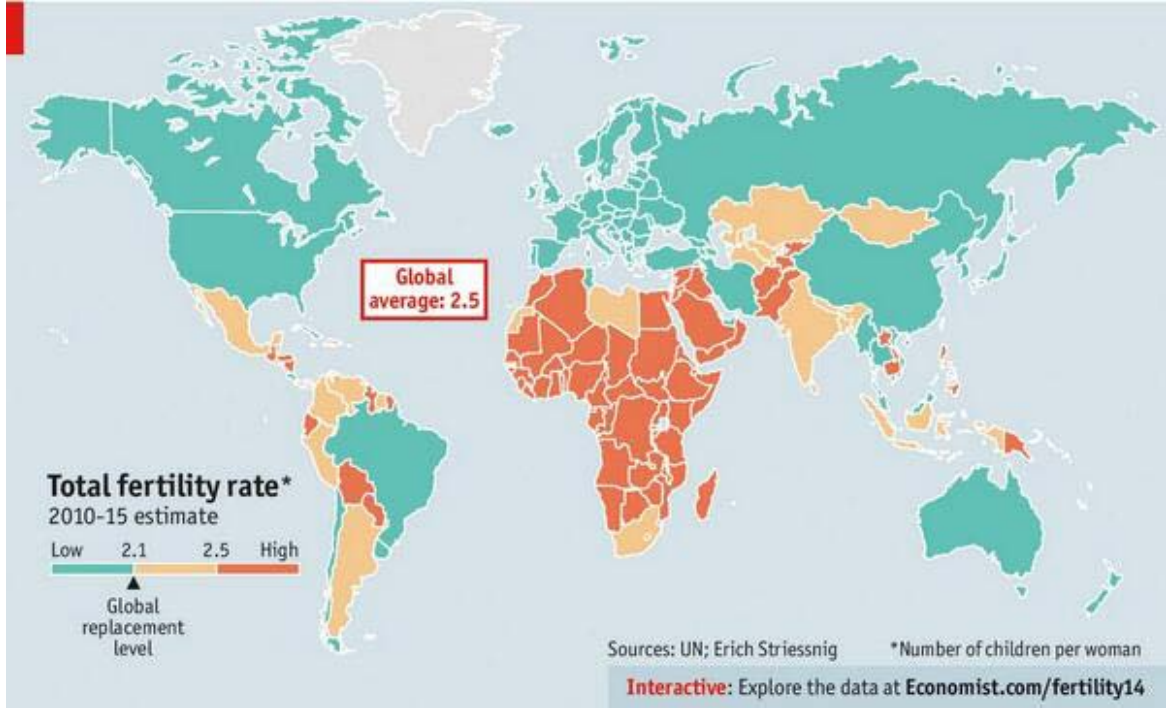 Global
average: 2.5
Total fertility rate*
2010-15 estimate
Low 2.1 2.5 High
Global
replacement
level
Sources: UN; Erich Striessnig *Number of children per woman
Interactive: Explore the data at Economist.com/fertility14